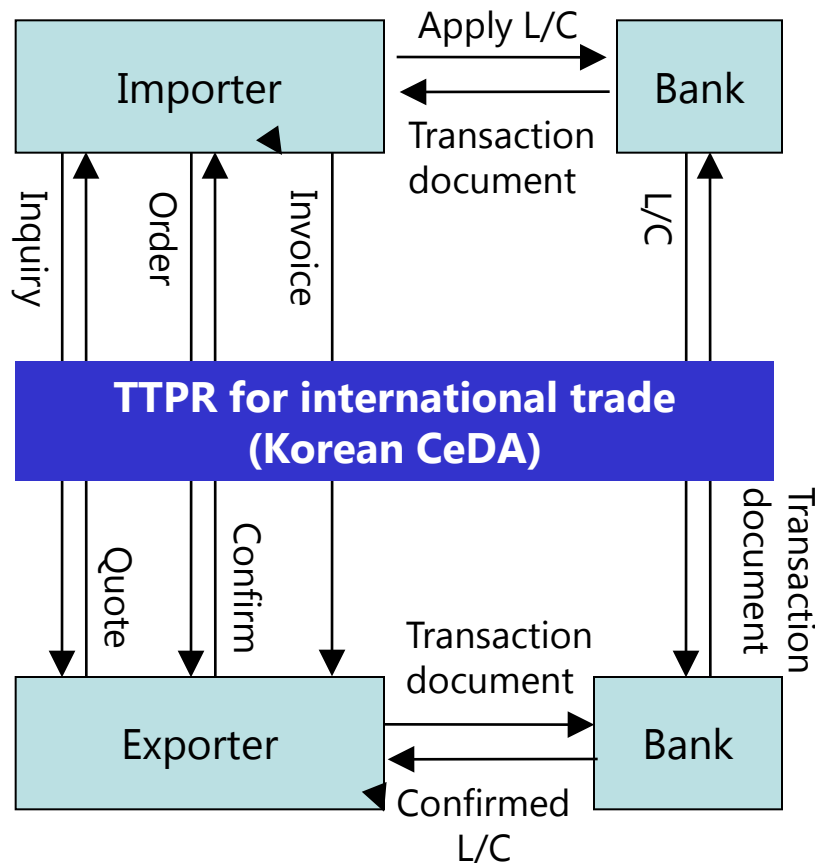 Apply L/C
Importer
Bank
Transaction
document
Inquiry
Order
Invoice
L/C
TTPR for international trade
(Korean CeDA)
Quote
Confirm
Transaction
document
Transaction
document
Exporter
Bank
Confirmed
L/C